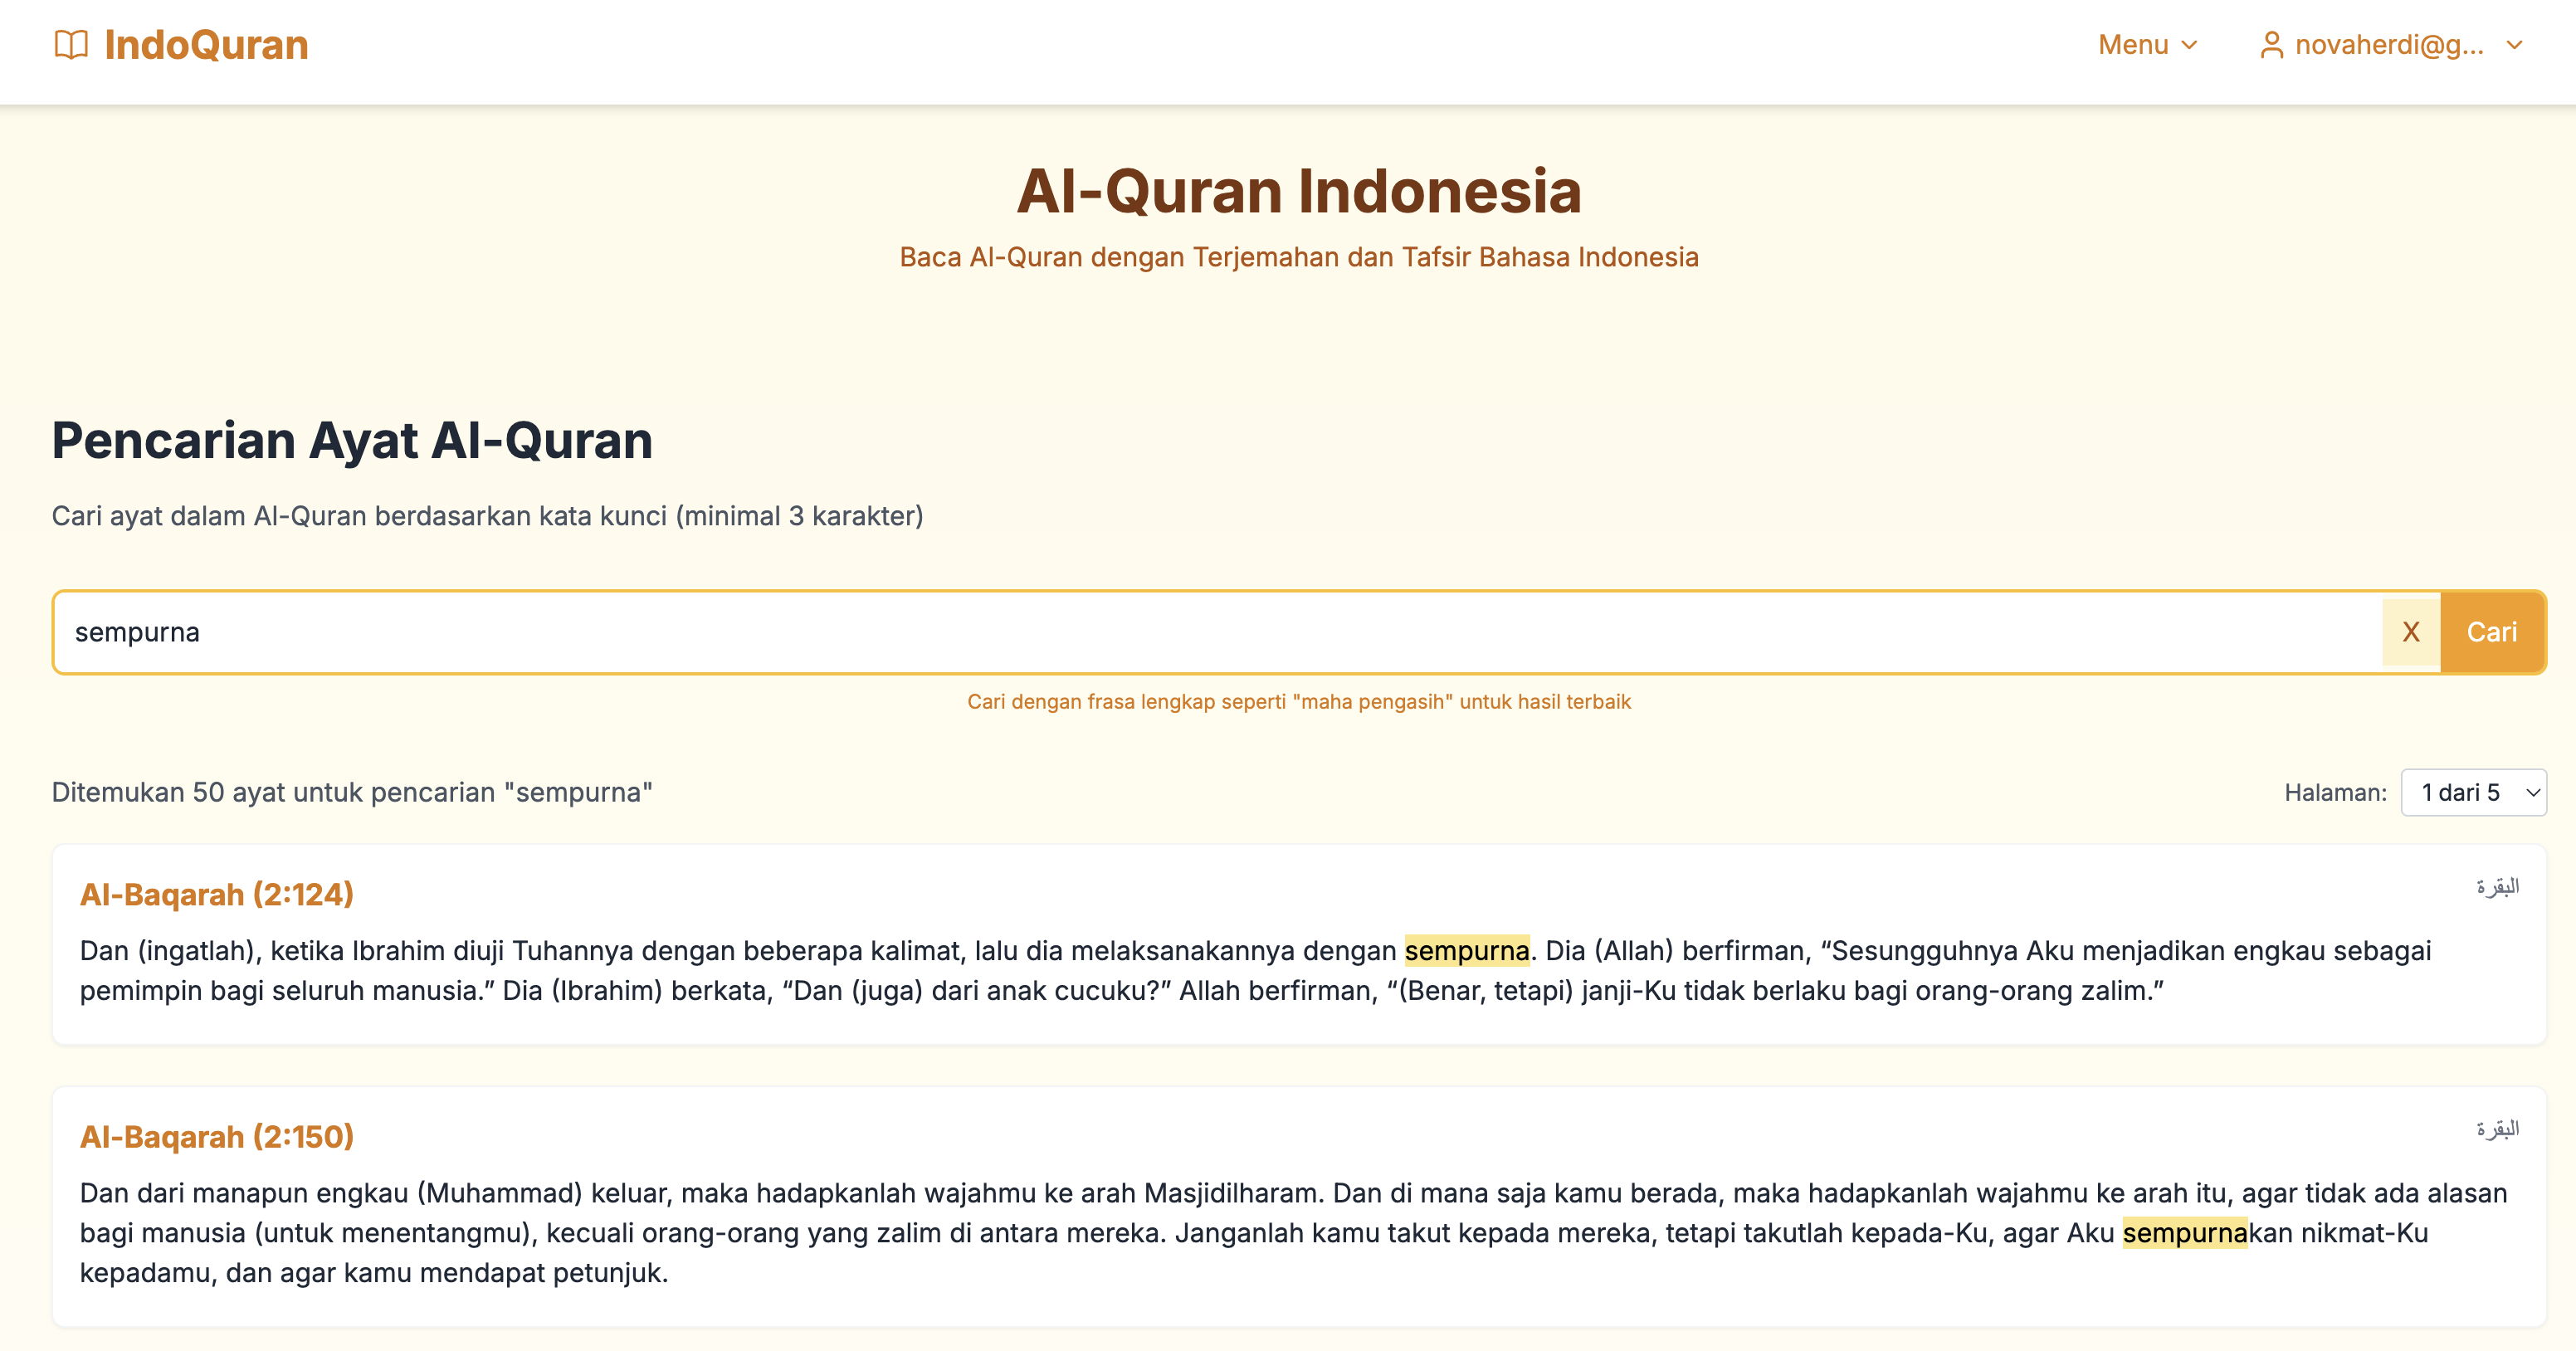 IndoQuran
Menu
novaherdi@g...
Al-Quran Indonesia
Baca Al-Quran dengan Terjemahan dan Tafsir Bahasa Indonesia
Pencarian Ayat Al-Quran
Cari ayat dalam Al-Quran berdasarkan kata kunci (minimal 3 karakter)
sempurna
X
Cari
Cari dengan frasa lengkap seperti "maha pengasih" untuk hasil terbaik
Ditemukan 50 ayat untuk pencarian "sempurna"
Halaman:
1 dari 5
Al-Baqarah (2:124)
البقرة
Dan (ingatlah), ketika Ibrahim diuji Tuhannya dengan beberapa kalimat, lalu dia melaksanakannya dengan sempurna. Dia (Allah) berfirman, “Sesungguhnya Aku menjadikan engkau sebagai
pemimpin bagi seluruh manusia.” Dia (Ibrahim) berkata, “Dan (juga) dari anak cucuku?” Allah berfirman, “(Benar, tetapi) janji-Ku tidak berlaku bagi orang-orang zalim.”
Al-Baqarah (2:150)
البقرة
Dan dari manapun engkau (Muhammad) keluar, maka hadapkanlah wajahmu ke arah Masjidilharam. Dan di mana saja kamu berada, maka hadapkanlah wajahmu ke arah itu, agar tidak ada alasan
bagi manusia (untuk menentangmu), kecuali orang-orang yang zalim di antara mereka. Janganlah kamu takut kepada mereka, tetapi takutlah kepada-Ku, agar Aku sempurnakan nikmat-Ku
kepadamu, dan agar kamu mendapat petunjuk.